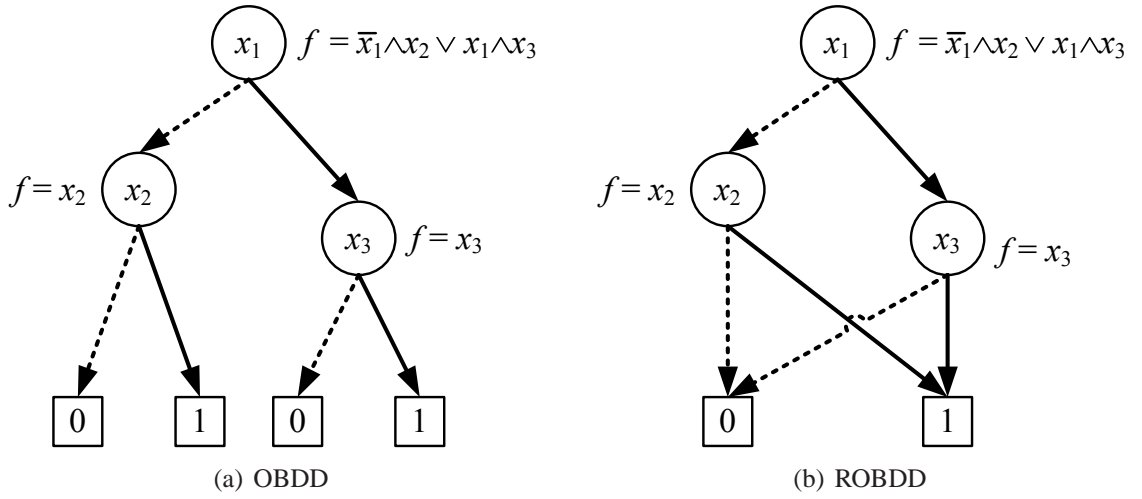 x₁ f = x̄₁∧x₂ ∨ x₁∧x₃
f = x₂ x₂
x₃ f = x₃
0 1 0 1
(a) OBDD
x₁ f = x̄₁∧x₂ ∨ x₁∧x₃
f = x₂ x₂
x₃ f = x₃
0 1
(b) ROBDD